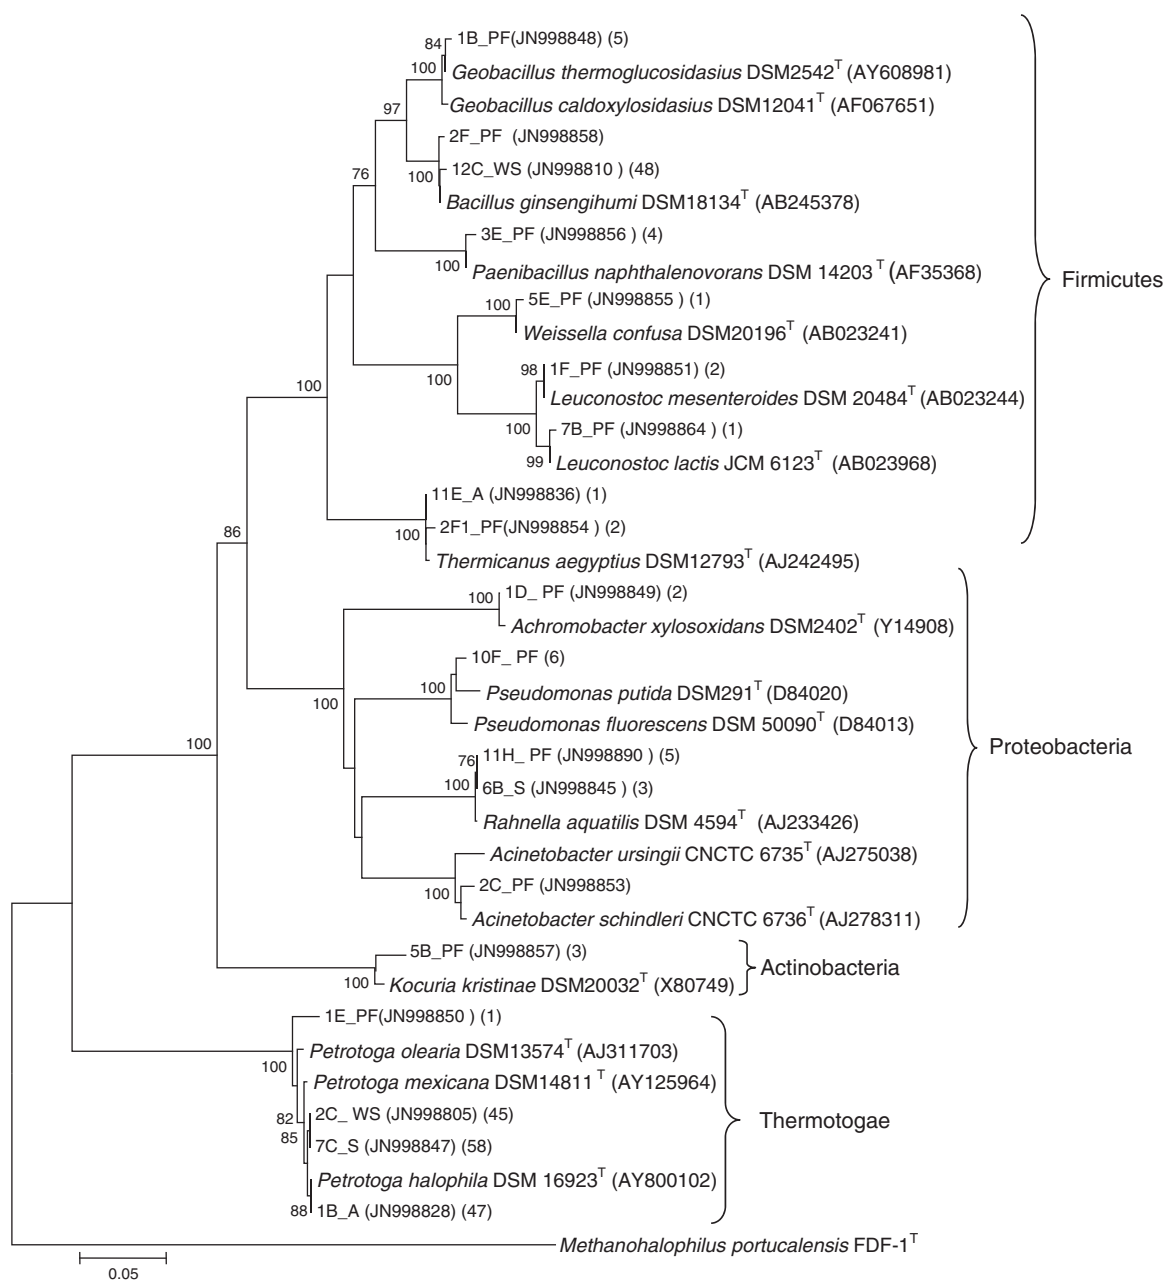 84
1B_PF(JN998848) (5)
100
Geobacillus thermoglucosidasius DSM2542T (AY608981)
Geobacillus caldoxylosidasius DSM12041T (AF067651)
97
2F_PF (JN998858)
12C_WS (JN998810 ) (48)
100
Bacillus ginsengihumi DSM18134T (AB245378)
76
3E_PF (JN998856 ) (4)
100
Paenibacillus naphthalenovorans DSM 14203 T (AF35368)
Firmicutes
5E_PF (JN998855 ) (1)
100
Weissella confusa DSM20196T (AB023241)
100
98
1F_PF (JN998851) (2)
Leuconostoc mesenteroides DSM 20484T (AB023244)
100
7B_PF (JN998864 ) (1)
99
Leuconostoc lactis JCM 6123T (AB023968)
100
11E_A (JN998836) (1)
100
2F1_PF(JN998854 ) (2)
Thermicanus aegyptius DSM12793T (AJ242495)
86
100
1D_ PF (JN998849) (2)
Achromobacter xylosoxidans DSM2402T (Y14908)
10F_ PF (6)
100
Pseudomonas putida DSM291T (D84020)
100
Pseudomonas fluorescens DSM 50090T (D84013)
Proteobacteria
100
76
11H_ PF (JN998890 ) (5)
100
6B_S (JN998845 ) (3)
Rahnella aquatilis DSM 4594T (AJ233426)
Acinetobacter ursingii CNCTC 6735T (AJ275038)
2C_PF (JN998853)
100
Acinetobacter schindleri CNCTC 6736T (AJ278311)
5B_PF (JN998857) (3)
Actinobacteria
100
Kocuria kristinae DSM20032T (X80749)
1E_PF(JN998850 ) (1)
Petrotoga olearia DSM13574T (AJ311703)
100
Petrotoga mexicana DSM14811 T (AY125964)
82
2C_ WS (JN998805) (45)
Thermotogae
85
7C_S (JN998847) (58)
Petrotoga halophila DSM 16923T (AY800102)
88
1B_A (JN998828) (47)
Methanohalophilus portucalensis FDF-1T
0.05